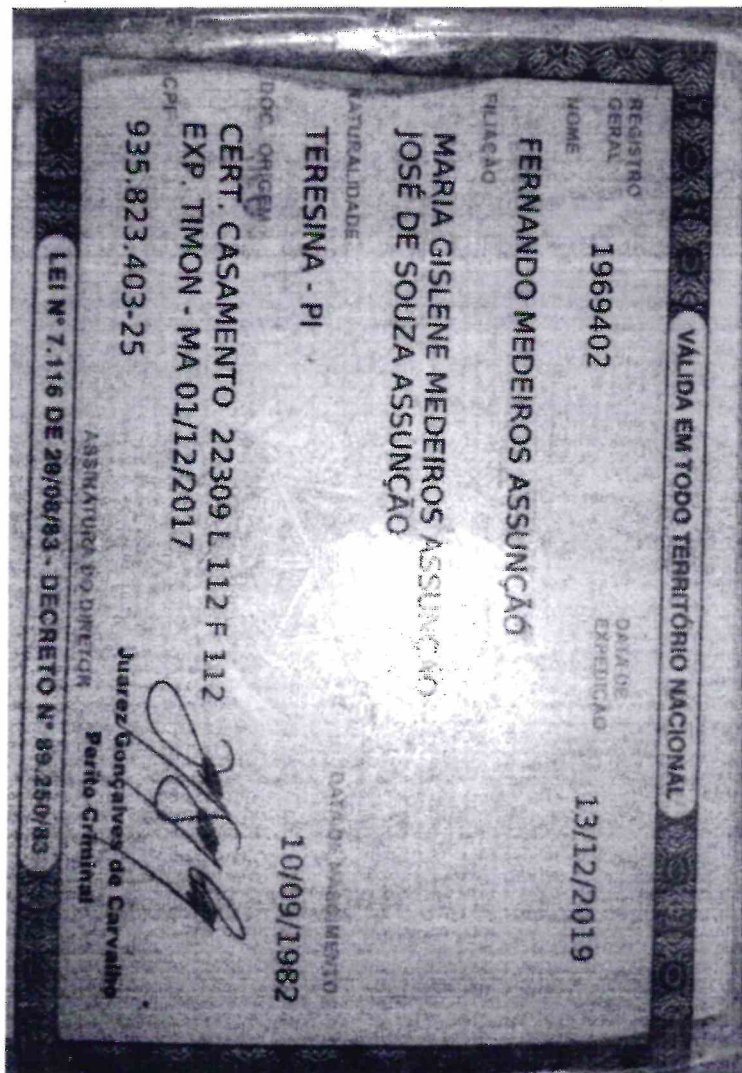 VÁLIDA EM TODO TERRITÓRIO NACIONAL
REGISTRO GERAL 1969402 DATA DE EXPEDIÇÃO 13/12/2019
NOME
FERNANDO MEDEIROS ASSUNÇÃO
FILIAÇÃO
MARIA GISLENE MEDEIROS ASSUNÇÃO
JOSÉ DE SOUZA ASSUNÇÃO
NATURALIDADE DATA DE NASCIMENTO
TERESINA - PI 10/09/1982
DOC. ORIGEM
CERT. CASAMENTO 22309 L 112 F 112
EXP. TIMON - MA 01/12/2017
CPF
935.823.403-25
Juarez Gonçalves de Carvalho
Perito Criminal
ASSINATURA DO DIRETOR
LEI Nº 7.116 DE 29/08/83 - DECRETO Nº 89.250/83